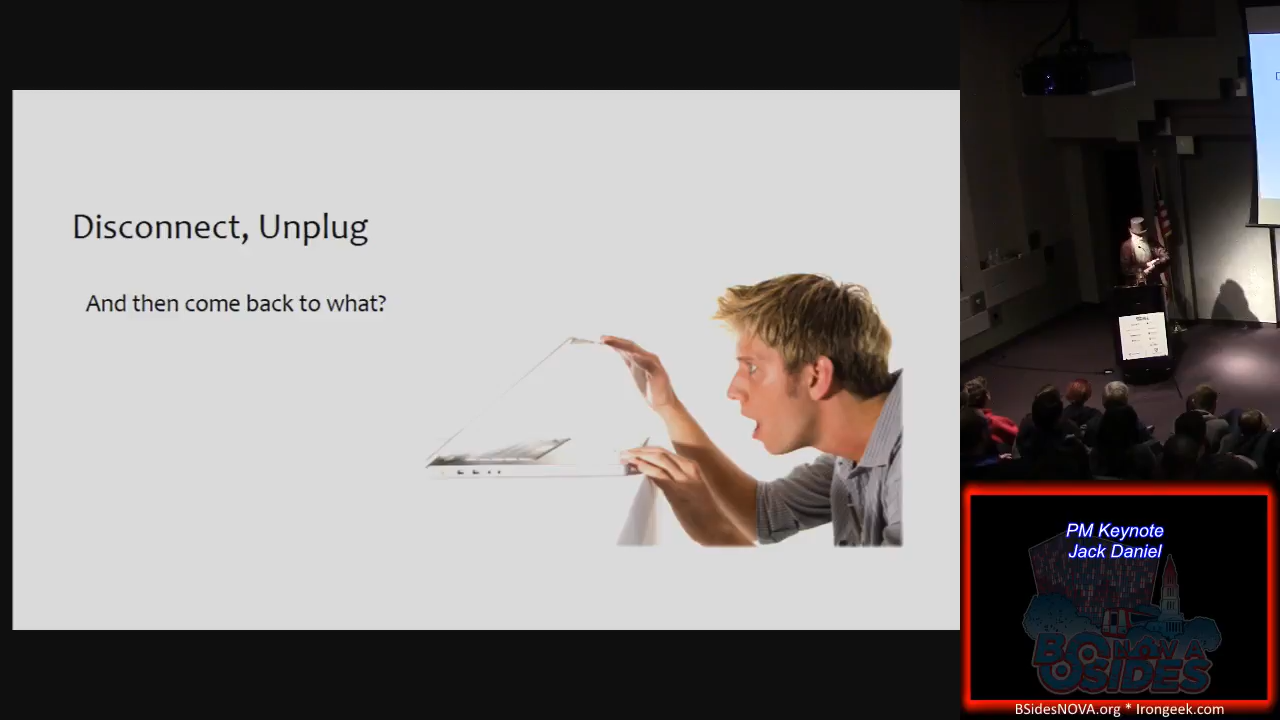 Disconnect, Unplug
And then come back to what?
PM Keynote
Jack Daniel
BSIDES
NOVA
BSidesNOVA.org * Irongeek.com